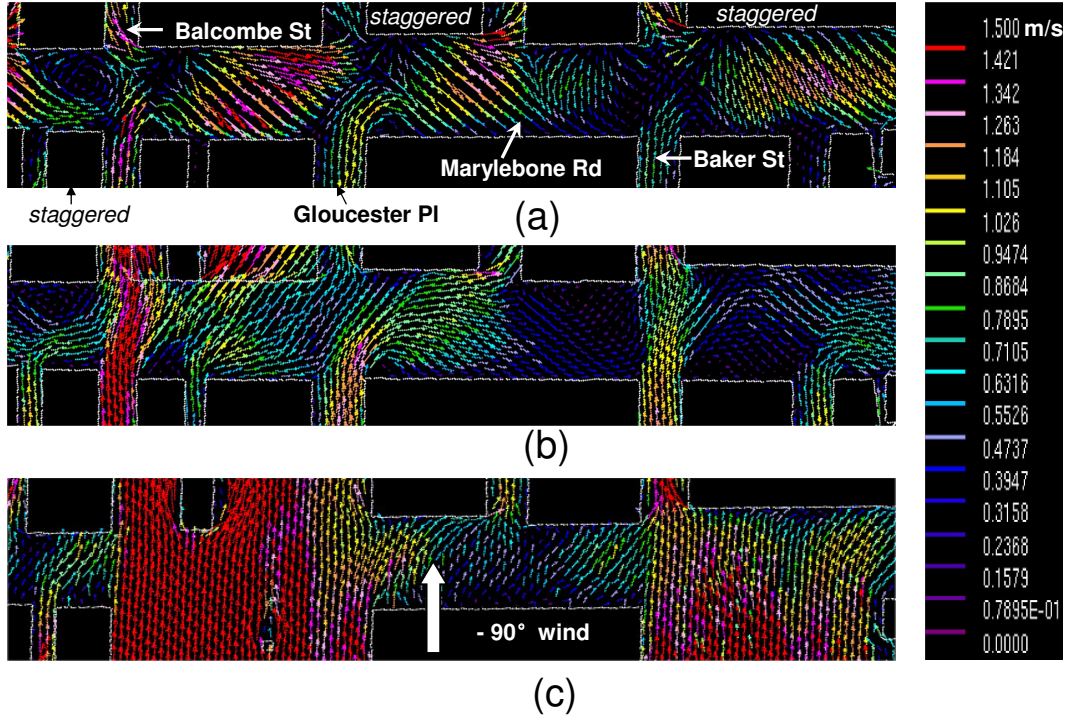 staggered
staggered
Balcombe St
Marylebone Rd
Baker St
staggered
Gloucester Pl
(a)
(b)
- 90° wind
(c)
1.500 m/s
1.421
1.342
1.263
1.184
1.105
1.026
0.9474
0.8684
0.7895
0.7105
0.6316
0.5526
0.4737
0.3947
0.3158
0.2368
0.1579
0.7895E-01
0.0000